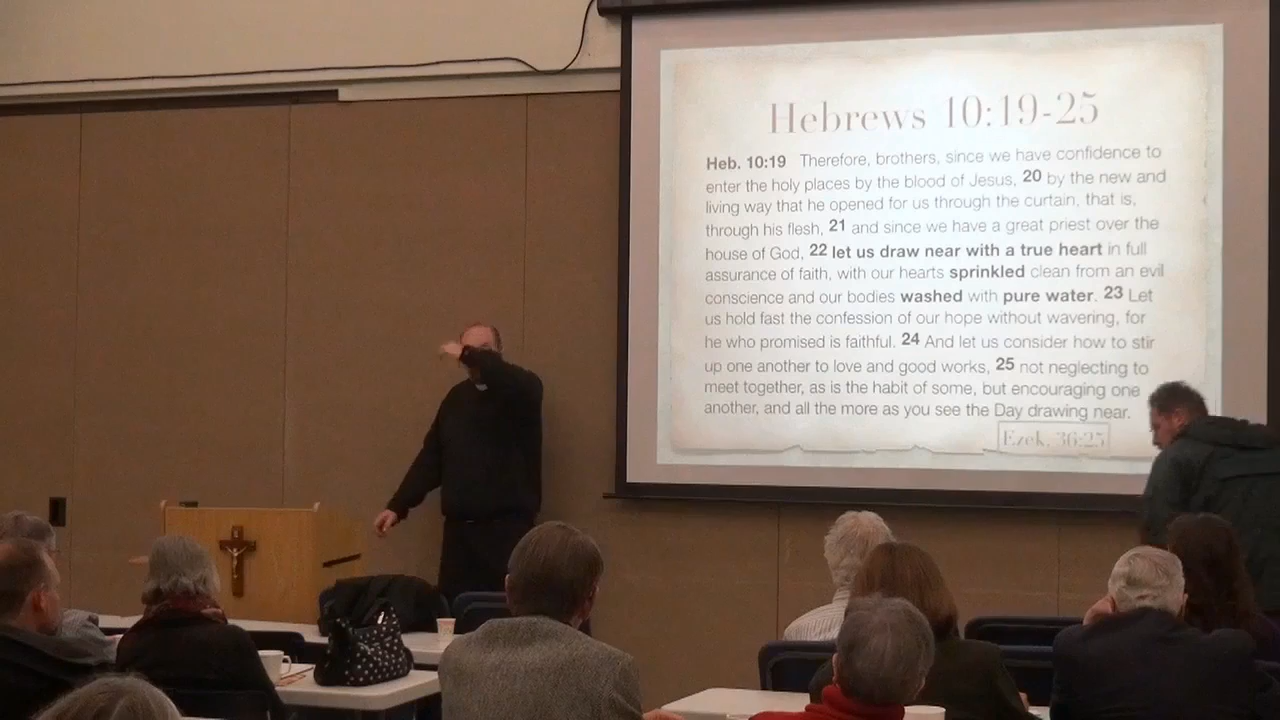 Hebrews 10:19-25
Heb. 10:19 Therefore, brothers, since we have confidence to
enter the holy places by the blood of Jesus, 20 by the new and
living way that he opened for us through the curtain, that is,
through his flesh, 21 and since we have a great priest over the
house of God, 22 let us draw near with a true heart in full
assurance of faith, with our hearts sprinkled clean from an evil
conscience and our bodies washed with pure water. 23 Let
us hold fast the confession of our hope without wavering, for
he who promised is faithful. 24 And let us consider how to stir
up one another to love and good works, 25 not neglecting to
meet together, as is the habit of some, but encouraging one
another, and all the more as you see the Day drawing near.
Ezek. 36:25